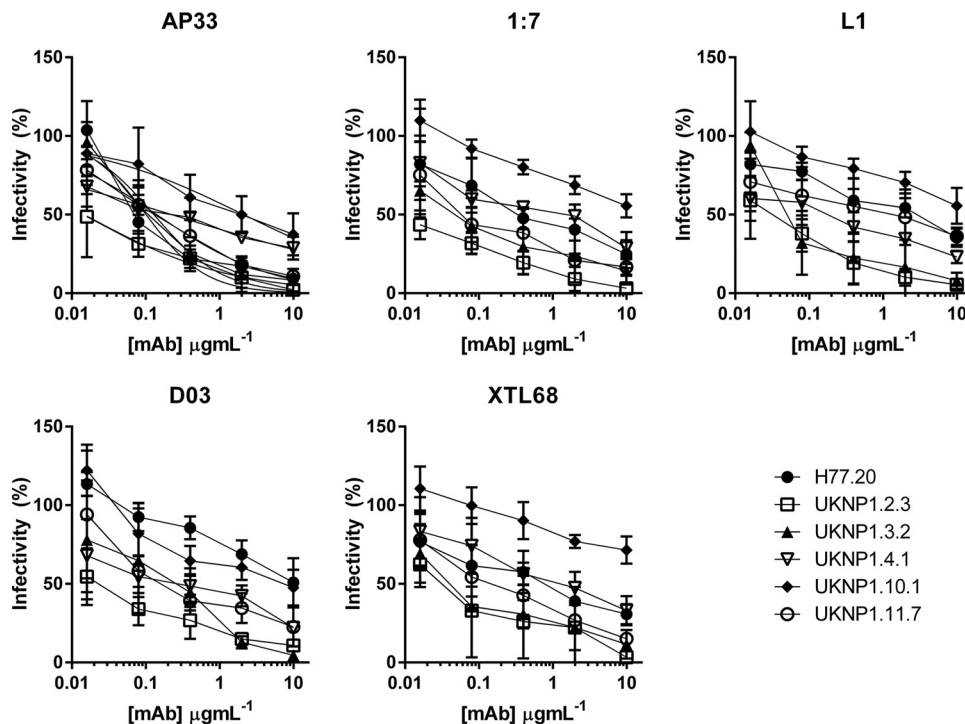 AP33
1:7
L1
Infectivity (%)
150
100
50
0
0.01
0.1
1
10
[mAb] µgmL⁻¹
Infectivity (%)
150
100
50
0
0.01
0.1
1
10
[mAb] µgmL⁻¹
Infectivity (%)
150
100
50
0
0.01
0.1
1
10
[mAb] µgmL⁻¹
D03
XTL68
Infectivity (%)
150
100
50
0
0.01
0.1
1
10
[mAb] µgmL⁻¹
Infectivity (%)
150
100
50
0
0.01
0.1
1
10
[mAb] µgmL⁻¹
H77.20
UKNP1.2.3
UKNP1.3.2
UKNP1.4.1
UKNP1.10.1
UKNP1.11.7